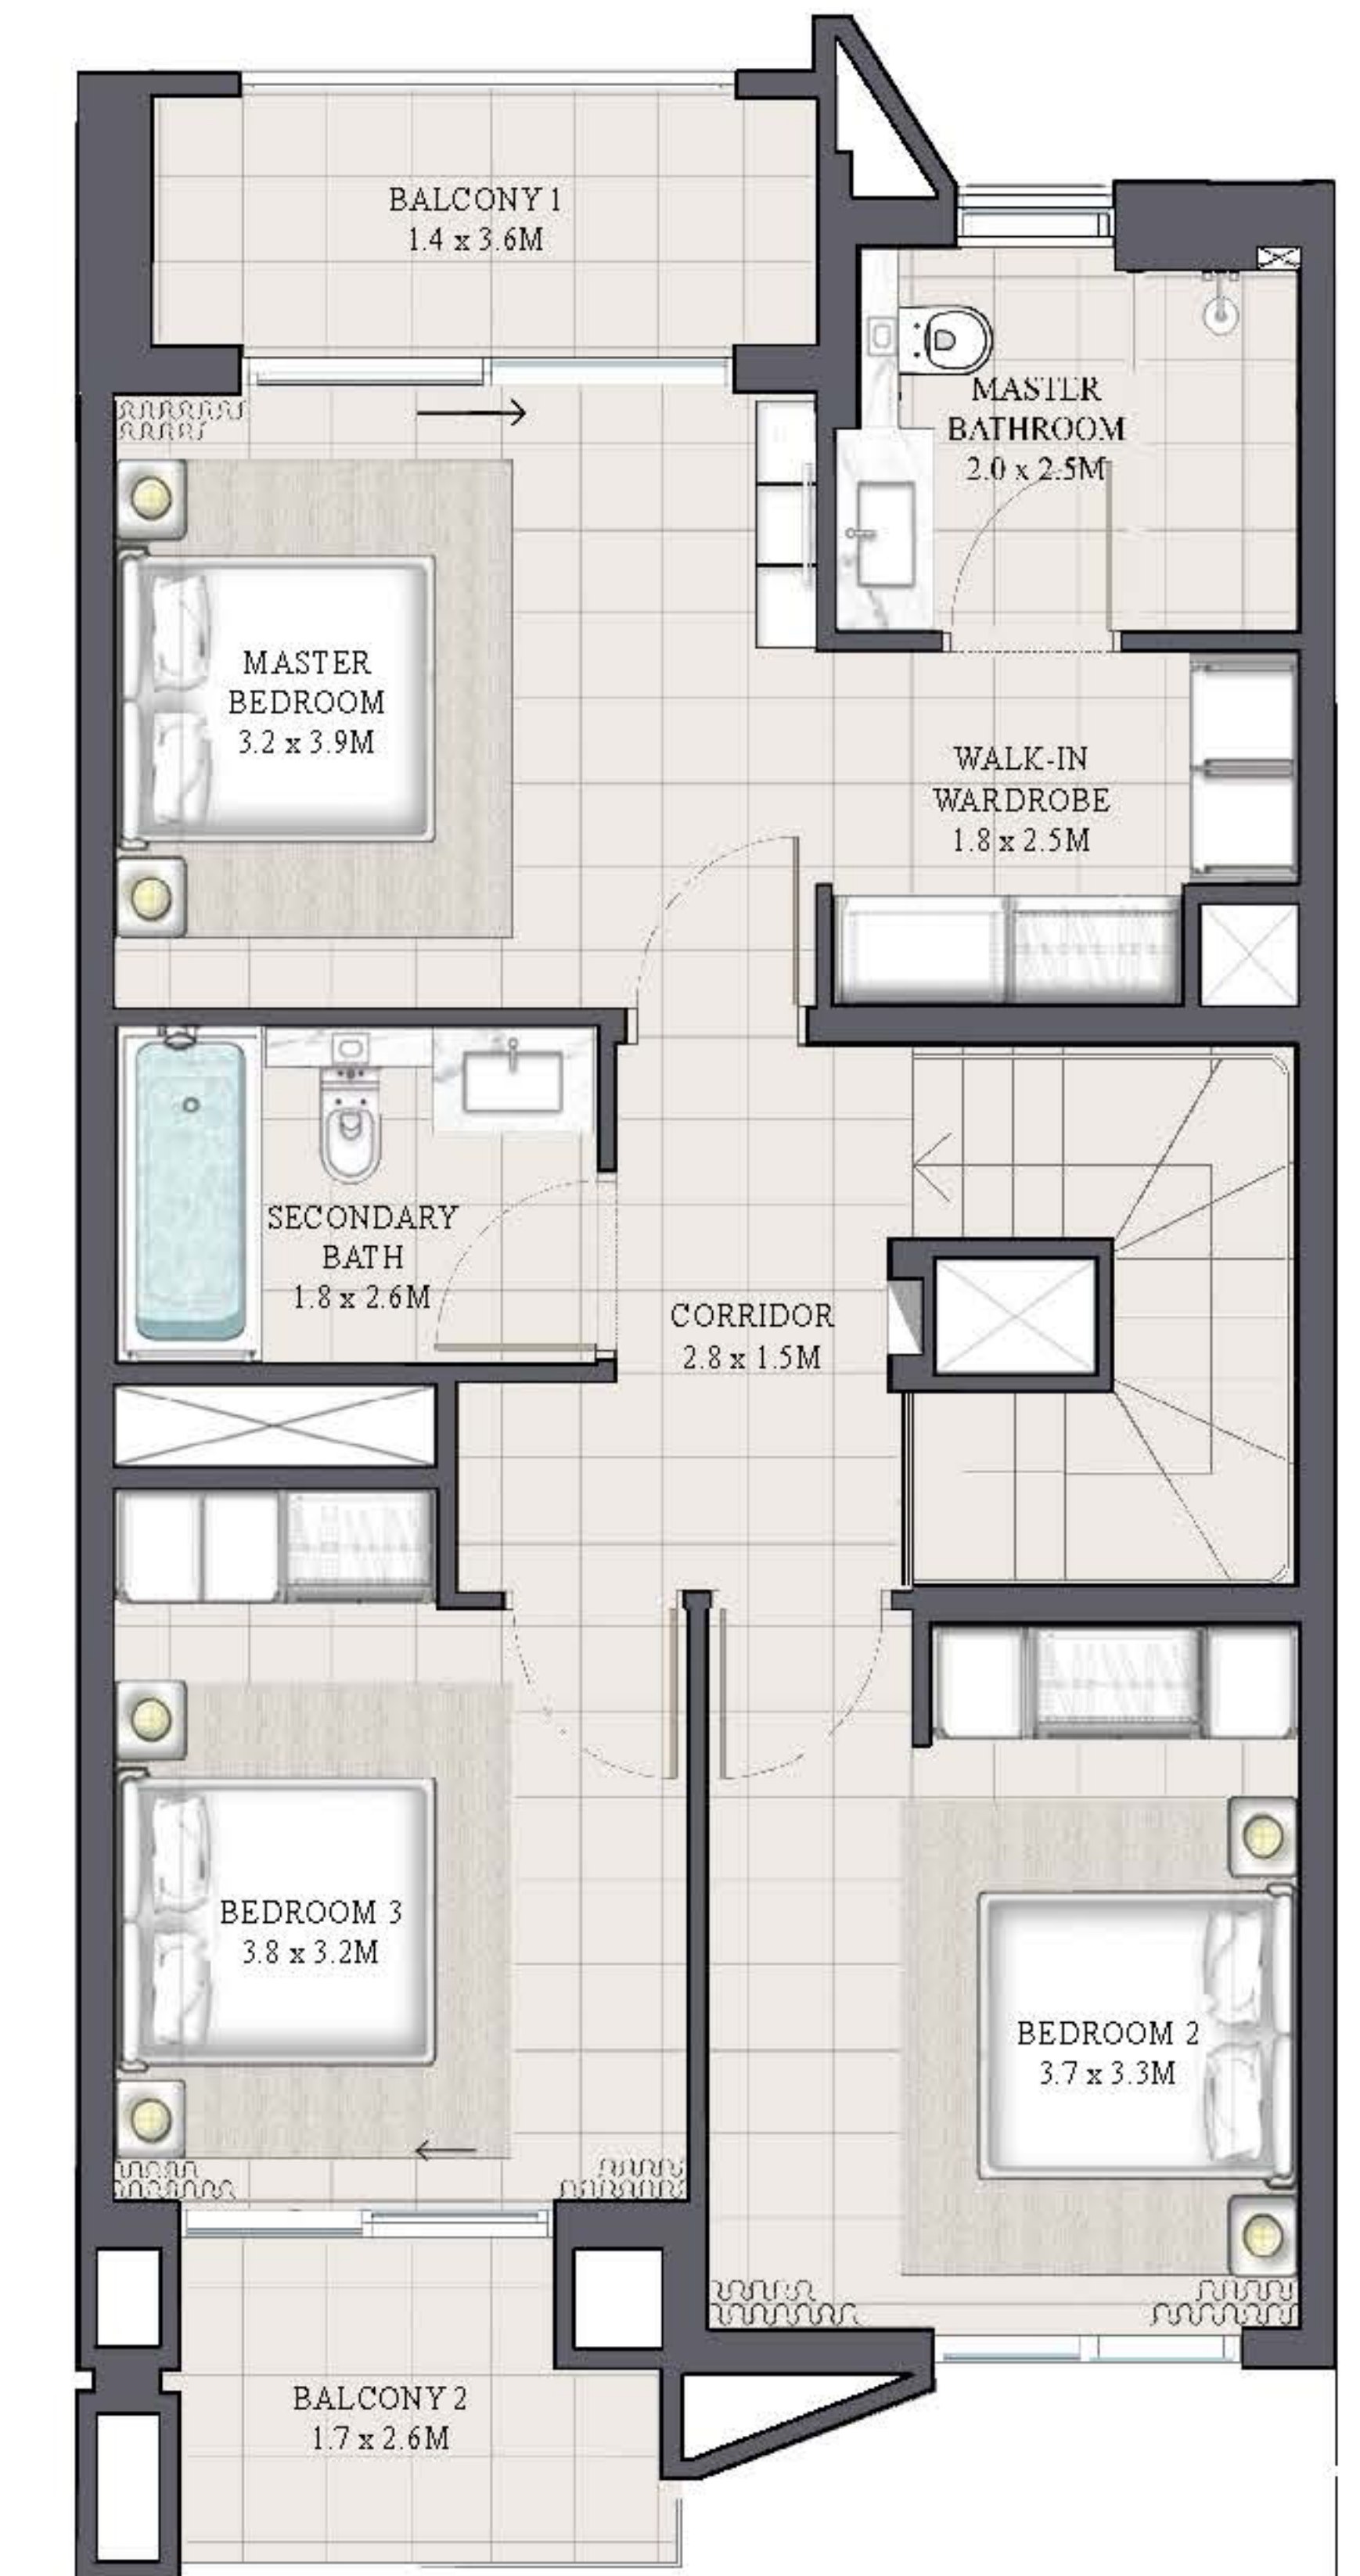 BALCONY 1
1.4 x 3.6M
MASTER
BATHROOM
2.0 x 2.5M
MASTER
BEDROOM
3.2 x 3.9M
WALK-IN
WARDROBE
1.8 x 2.5M
SECONDARY
BATH
1.8 x 2.6M
CORRIDOR
2.8 x 1.5M
BEDROOM 3
3.8 x 3.2M
BEDROOM 2
3.7 x 3.3M
BALCONY 2
1.7 x 2.6M